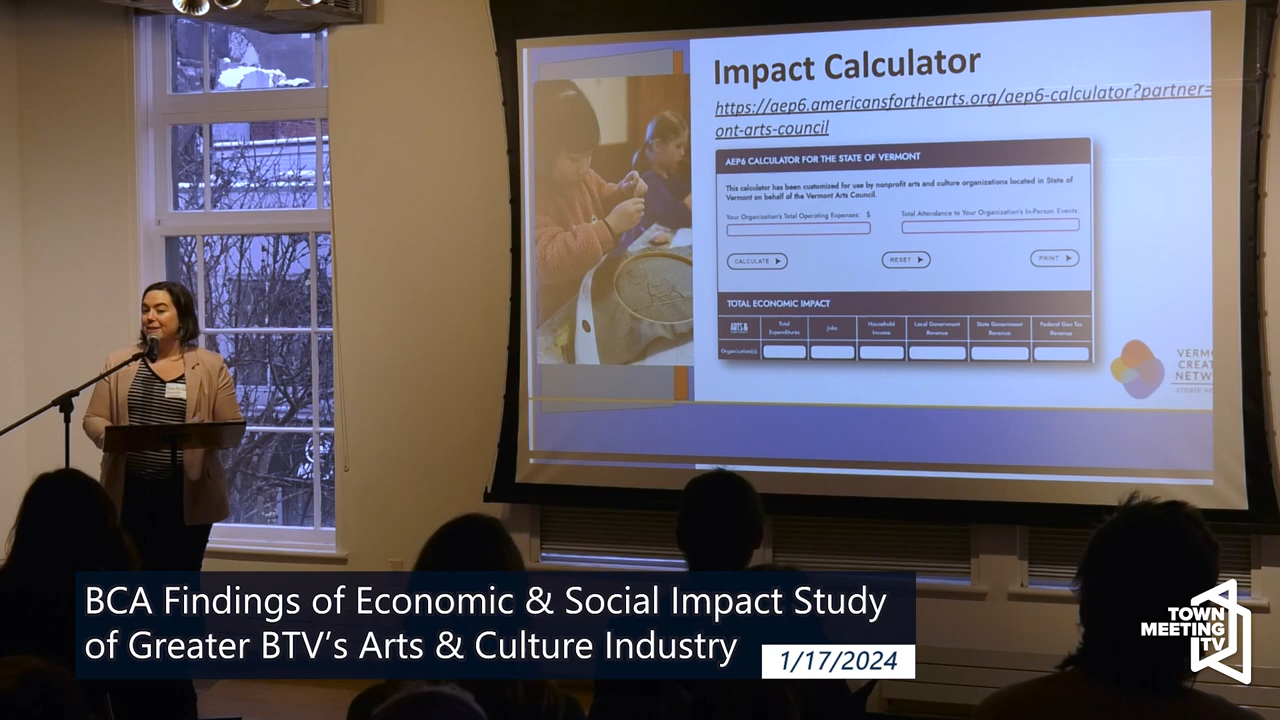 Impact Calculator
https://aep6.americansforthearts.org/aep6-calculator?partner=
ont-arts-council
AEP6 CALCULATOR FOR THE STATE OF VERMONT
This calculator has been customized for use by nonprofit arts and culture organizations located in State of
Vermont on behalf of the Vermont Arts Council.
Your Organization's Total Operating Expenses: $
Total Attendance to Your Organization's In-Person Events:
CALCULATE
RESET
PRINT
TOTAL ECONOMIC IMPACT
ARTS &
Total Expenditures
Jobs
Household Income
Local Government Revenue
State Government Revenue
Federal Gov Tax Revenue
Organization(s)
VERM
CREAT
NETW
create
BCA Findings of Economic & Social Impact Study
of Greater BTV's Arts & Culture Industry
1/17/2024
TOWN
MEETING
TV